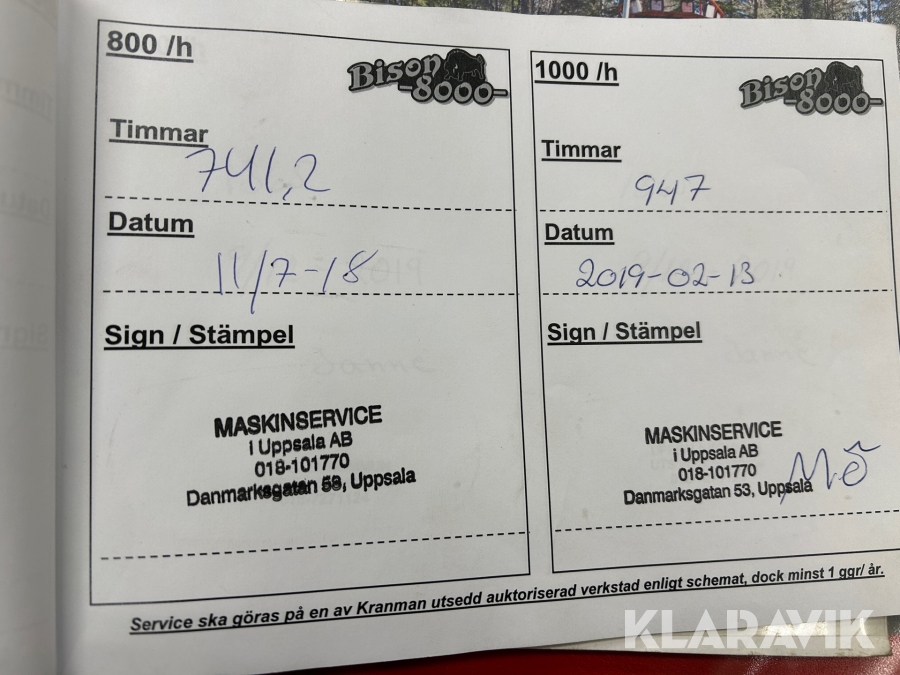 800 /h
Bison
-8000-
Timmar
741,2
Datum
11/7-18
Sign / Stämpel
MASKINSERVICE
i Uppsala AB
018-101770
Danmarksgatan 53, Uppsala
1000 /h
Bison
-8000-
Timmar
947
Datum
2019-02-13
Sign / Stämpel
MASKINSERVICE
i Uppsala AB
018-101770
Danmarksgatan 53, Uppsala
MÖ
Service ska göras på en av Kranman utsedd auktoriserad verkstad enligt schemat, dock minst 1 ggr/ år.
KLARAVIK